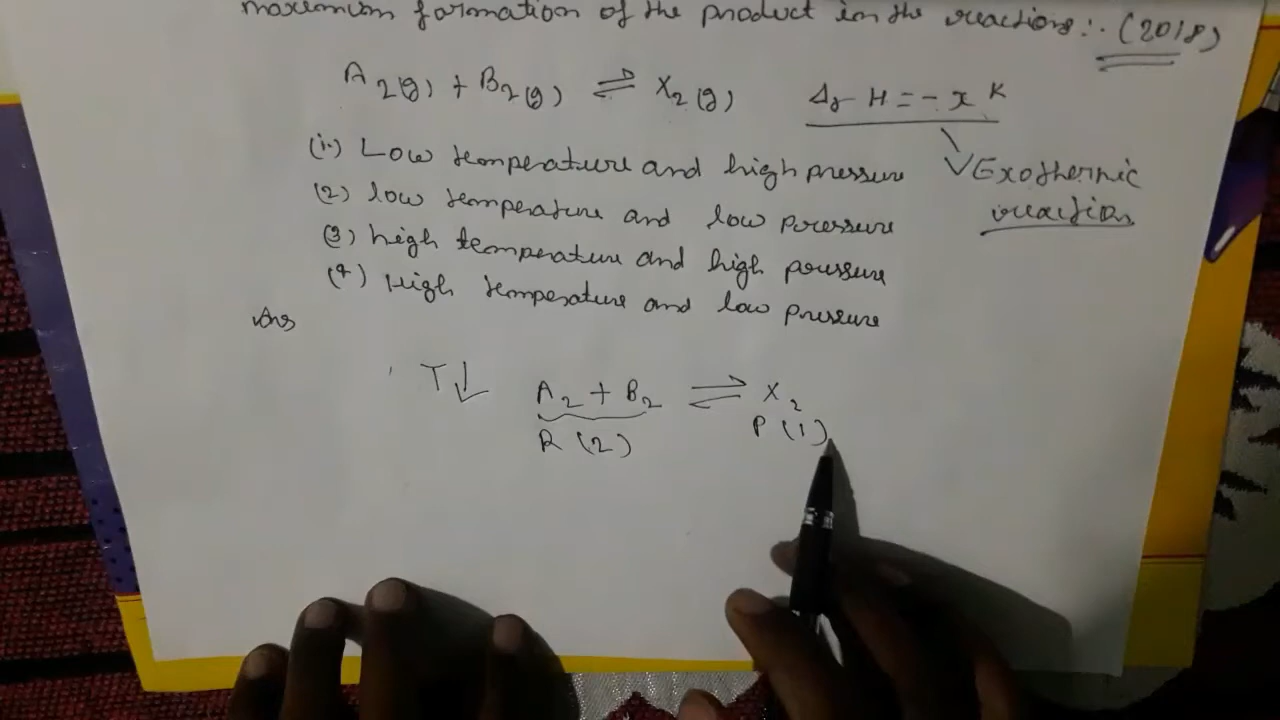 maximum formation of the product in the reactions:. (2018)
A2(g) + B2(g) ⇌ X2(g) ΔrH = - x K
(1.) Low temperature and high pressure
Exothermic reaction
(2) low temperature and low pressure
(3) high temperature and high pressure
(4) High temperature and low pressure
Ans
T↓ A2 + B2 ⇌ X2
R (2) P (1)